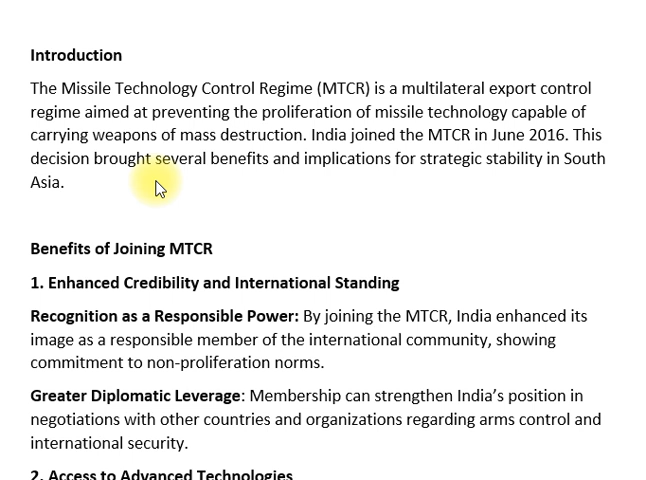 Introduction
The Missile Technology Control Regime (MTCR) is a multilateral export control
regime aimed at preventing the proliferation of missile technology capable of
carrying weapons of mass destruction. India joined the MTCR in June 2016. This
decision brought several benefits and implications for strategic stability in South
Asia.
Benefits of Joining MTCR
1. Enhanced Credibility and International Standing
Recognition as a Responsible Power: By joining the MTCR, India enhanced its
image as a responsible member of the international community, showing
commitment to non-proliferation norms.
Greater Diplomatic Leverage: Membership can strengthen India’s position in
negotiations with other countries and organizations regarding arms control and
international security.
2. Access to Advanced Technologies